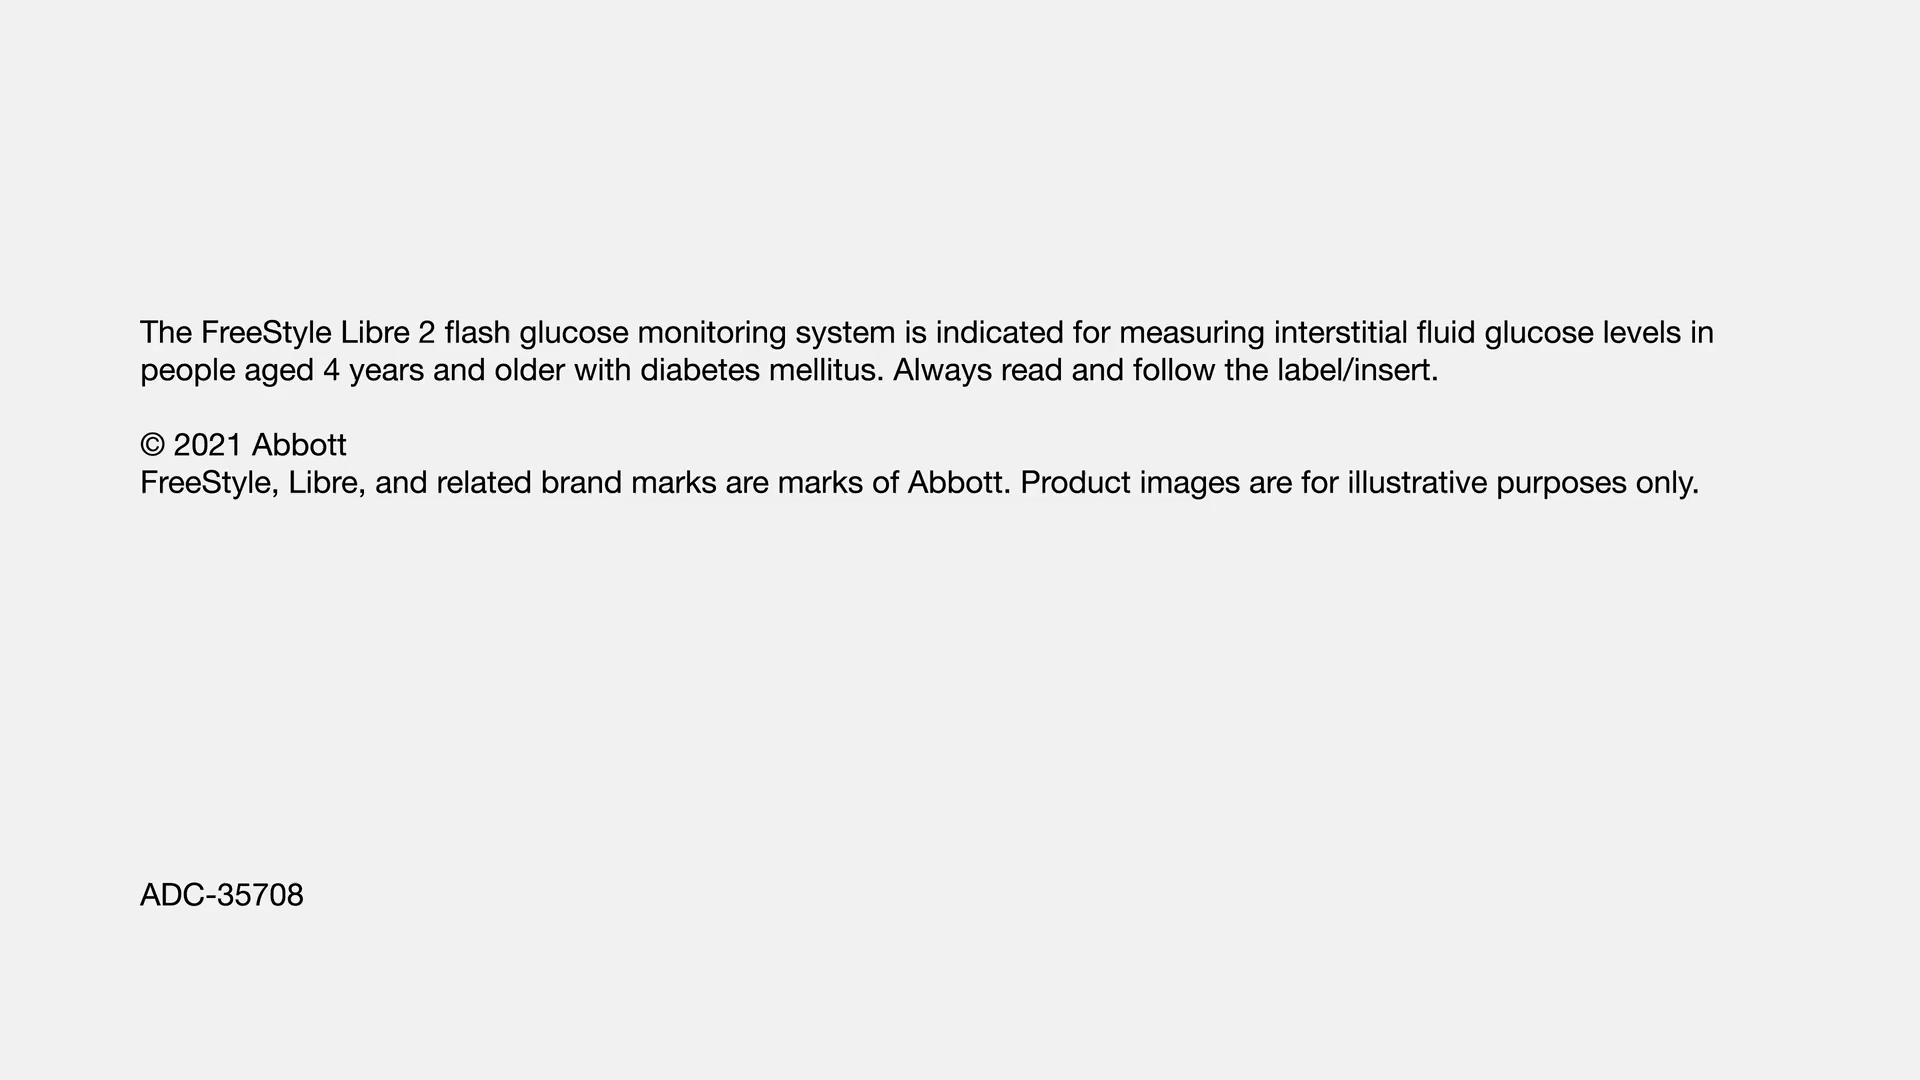 The FreeStyle Libre 2 flash glucose monitoring system is indicated for measuring interstitial fluid glucose levels in
people aged 4 years and older with diabetes mellitus. Always read and follow the label/insert.
© 2021 Abbott
FreeStyle, Libre, and related brand marks are marks of Abbott. Product images are for illustrative purposes only.
ADC-35708